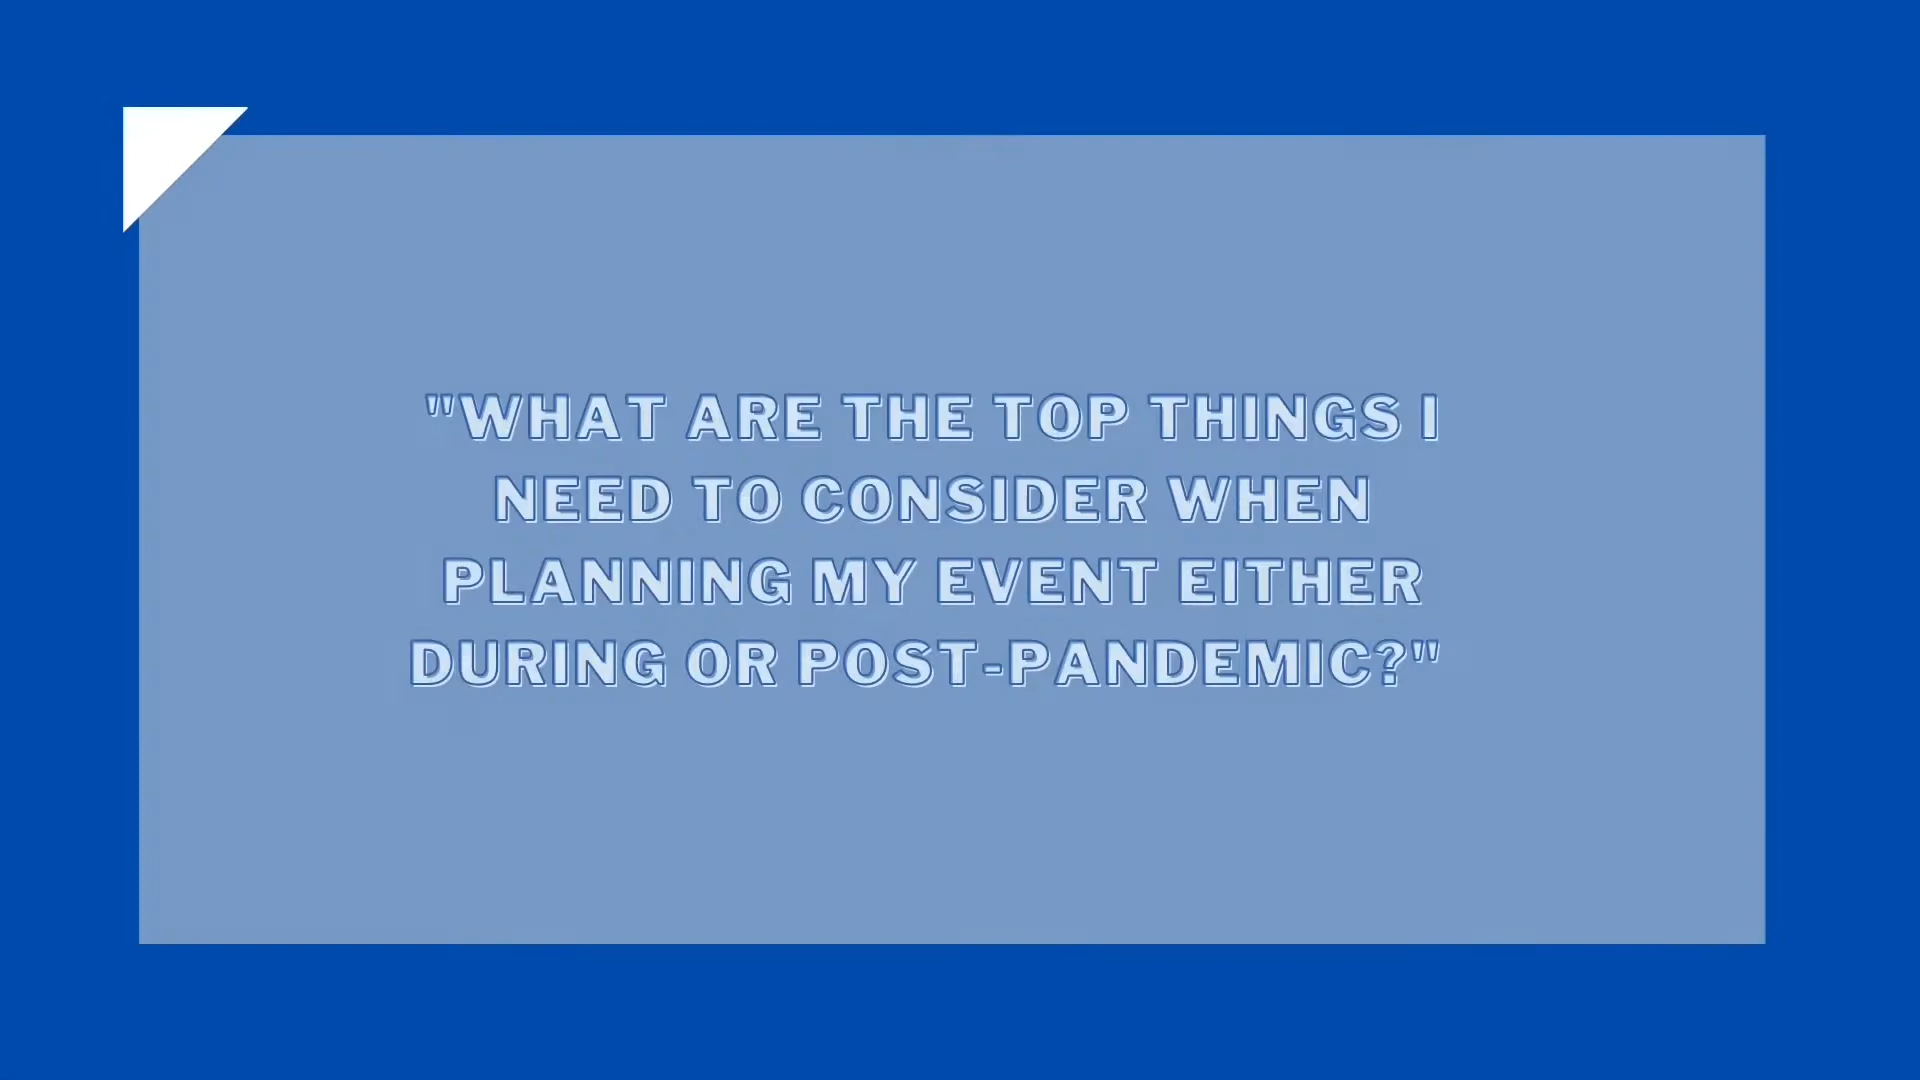 "WHAT ARE THE TOP THINGS I
NEED TO CONSIDER WHEN
PLANNING MY EVENT EITHER
DURING OR POST-PANDEMIC?"